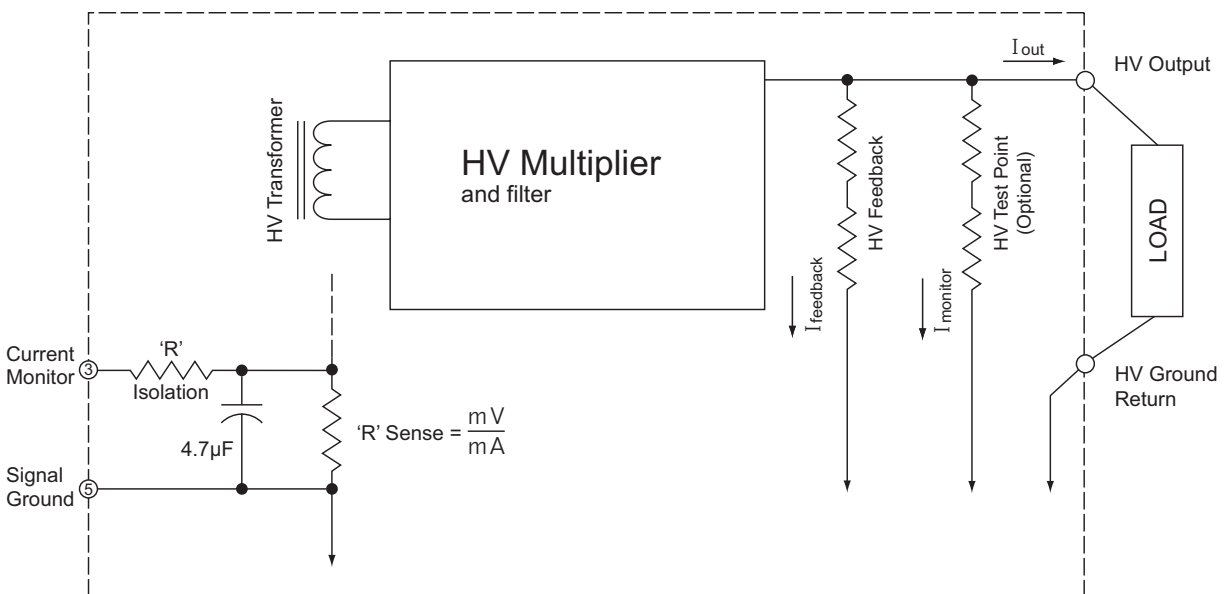 I out
HV Output
HV Transformer
HV Multiplier
and filter
HV Feedback
HV Test Point
(Optional)
LOAD
I feedback
I monitor
Current
Monitor
3
'R'
Isolation
4.7µF
'R' Sense = mV/mA
HV Ground
Return
Signal
Ground
5